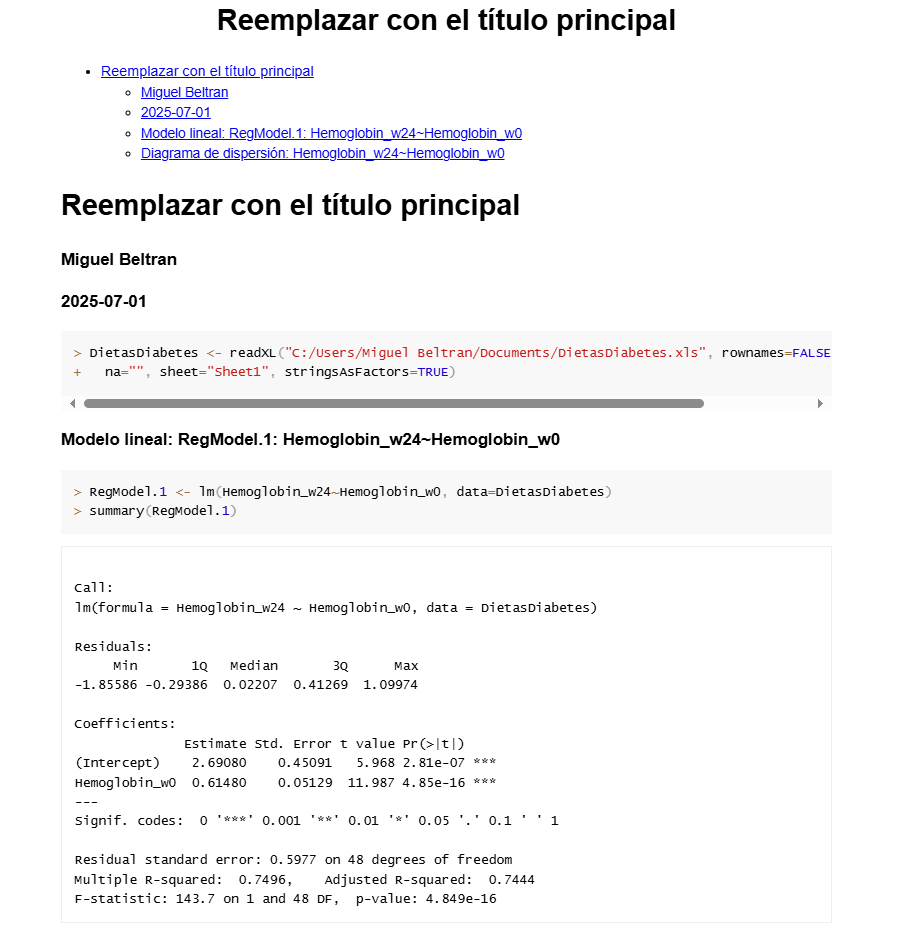 Reemplazar con el título principal
Reemplazar con el título principal
Miguel Beltran
2025-07-01
Modelo lineal: RegModel.1: Hemoglobin_w24~Hemoglobin_w0
Diagrama de dispersión: Hemoglobin_w24~Hemoglobin_w0
Reemplazar con el título principal
Miguel Beltran
2025-07-01
> DietasDiabetes <- readXL("C:/Users/Miguel Beltran/Documents/DietasDiabetes.xls", rownames=FALSE
+   na="", sheet="Sheet1", stringsAsFactors=TRUE)
Modelo lineal: RegModel.1: Hemoglobin_w24~Hemoglobin_w0
> RegModel.1 <- lm(Hemoglobin_w24~Hemoglobin_w0, data=DietasDiabetes)
> summary(RegModel.1)
Call:
lm(formula = Hemoglobin_w24 ~ Hemoglobin_w0, data = DietasDiabetes)
Residuals:
     Min       1Q   Median       3Q      Max
-1.85586 -0.29386  0.02207  0.41269  1.09974
Coefficients:
              Estimate Std. Error t value Pr(>|t|)
(Intercept)    2.69080    0.45091   5.968 2.81e-07 ***
Hemoglobin_w0  0.61480    0.05129  11.987 4.85e-16 ***
---
Signif. codes:  0 '***' 0.001 '**' 0.01 '*' 0.05 '.' 0.1 ' ' 1
Residual standard error: 0.5977 on 48 degrees of freedom
Multiple R-squared:  0.7496,    Adjusted R-squared:  0.7444
F-statistic: 143.7 on 1 and 48 DF,  p-value: 4.849e-16